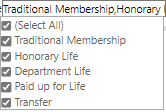 Traditional Membership,Honorary
(Select All)
Traditional Membership
Honorary Life
Department Life
Paid up for Life
Transfer